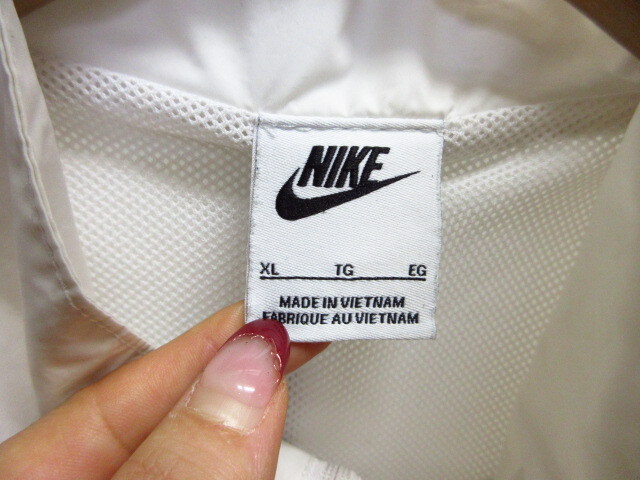 NIKE
XL TG EG
MADE IN VIETNAM
FABRIQUE AU VIETNAM